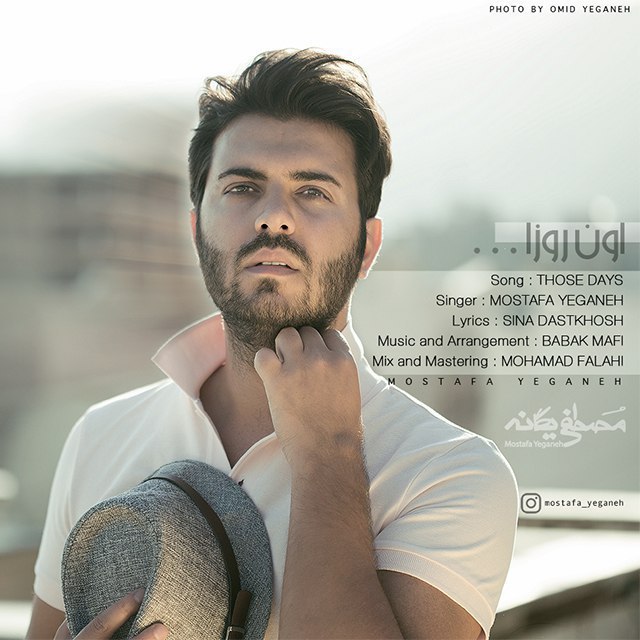 PHOTO BY OMID YEGANEH
اون روزا...
Song : THOSE DAYS
Singer : MOSTAFA YEGANEH
Lyrics : SINA DASTKHOSH
Music and Arrangement : BABAK MAFI
Mix and Mastering : MOHAMAD FALAHI
MOSTAFA YEGANEH
مصطفی یگانه
Mostafa Yeganeh
mostafa_yeganeh